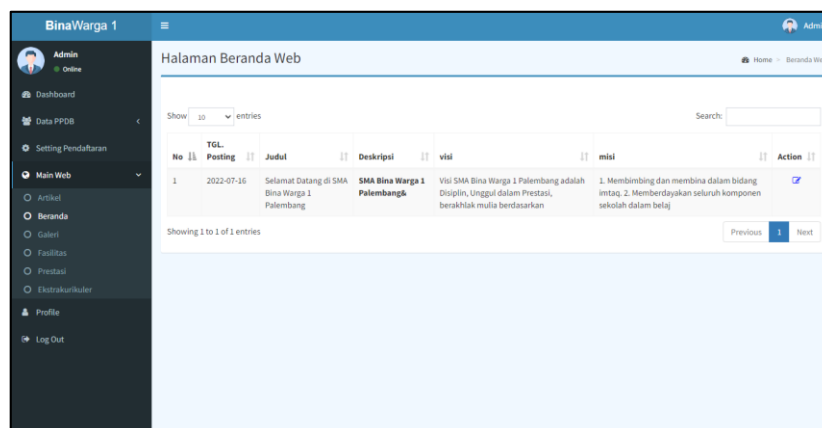 BinaWarga 1
Admi
Admin
Online
Dashboard
Data PPDB
Setting Pendaftaran
Main Web
Artikel
Beranda
Galeri
Fasilitas
Prestasi
Ekstrakurikuler
Profile
Log Out
Halaman Beranda Web
Home > Beranda We
Show 10 entries
Search:
No TGL. Posting Judul Deskripsi visi misi Action
1 2022-07-16 Selamat Datang di SMA Bina Warga 1 Palembang SMA Bina Warga 1 Palembang& Visi SMA Bina Warga 1 Palembang adalah Disiplin, Unggul dalam Prestasi, berakhlak mulia berdasarkan 1. Membimbing dan membina dalam bidang imtaq. 2. Memberdayakan seluruh komponen sekolah dalam belaj
Showing 1 to 1 of 1 entries
Previous 1 Next